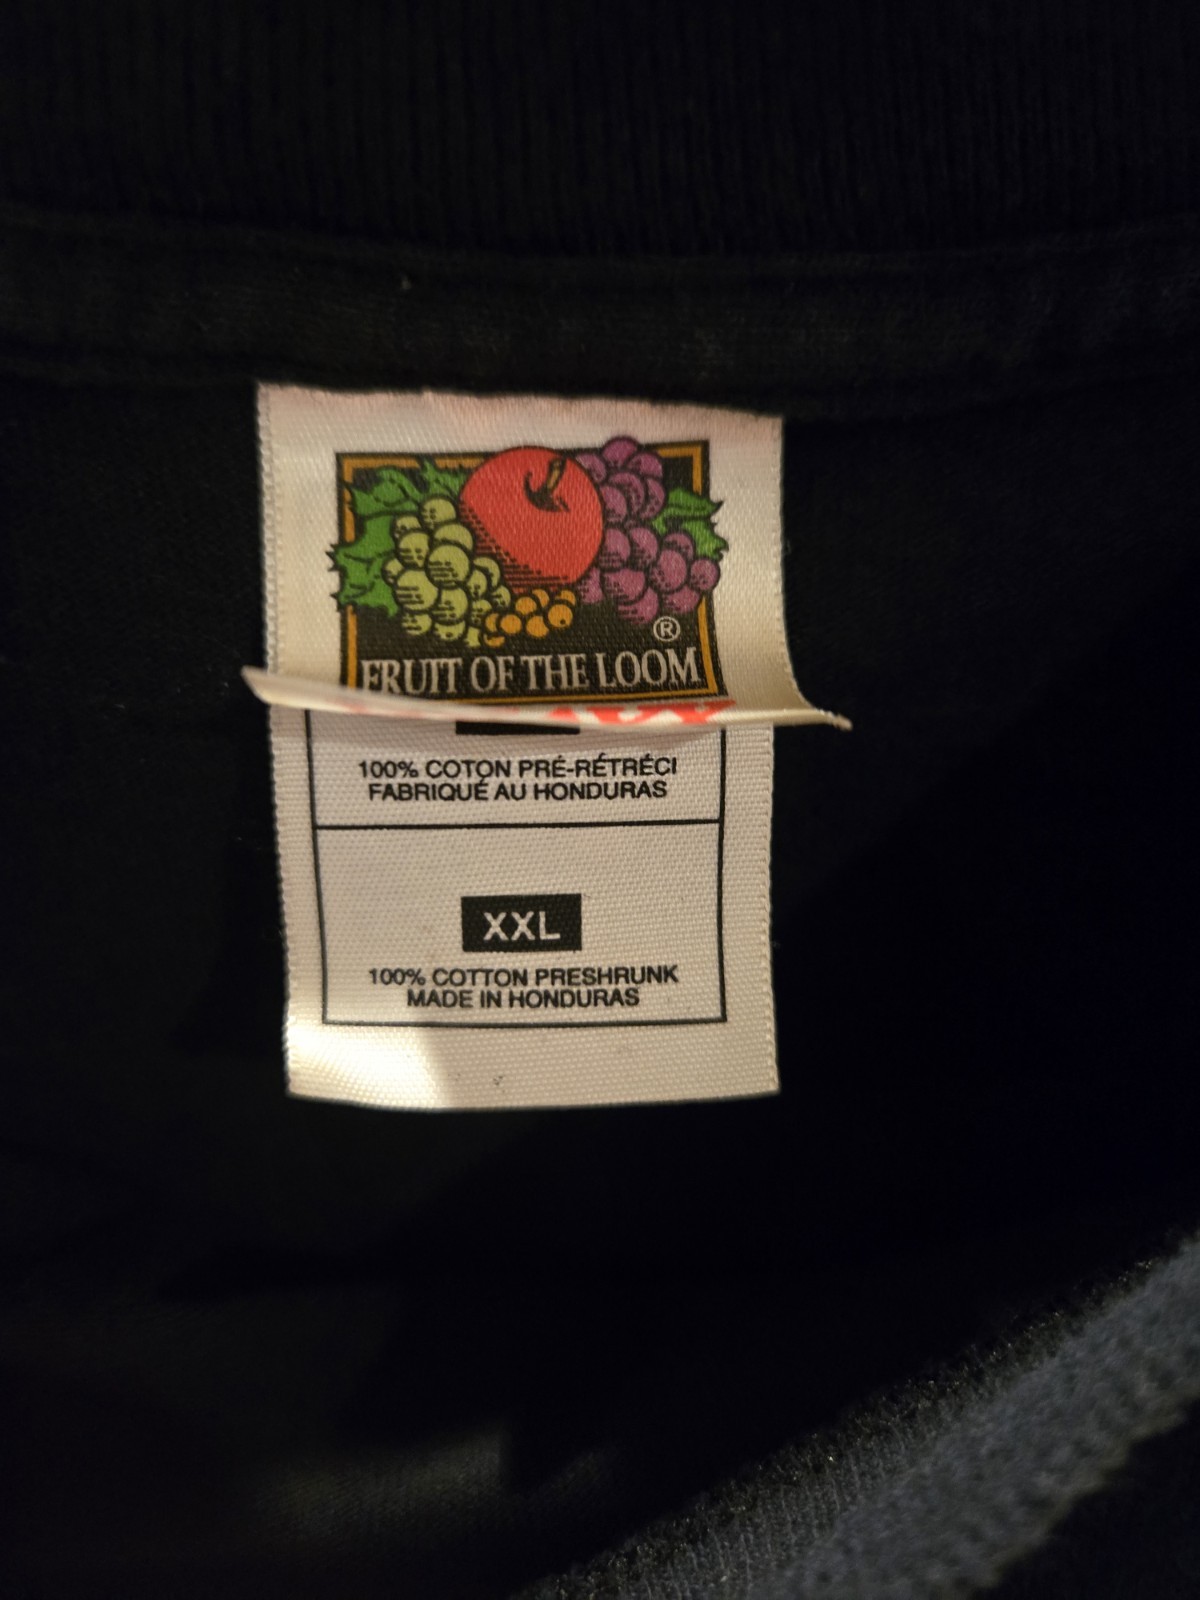 ®
FRUIT OF THE LOOM
100% COTON PRÉ-RÉTRÉCI
FABRIQUÉ AU HONDURAS
XXL
100% COTTON PRESHRUNK
MADE IN HONDURAS